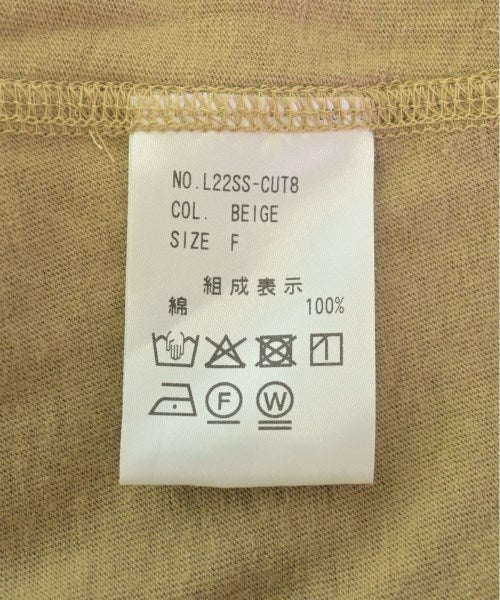 NO.L22SS-CUT8
COL. BEIGE
SIZE F
組成表示
綿 100%
F W